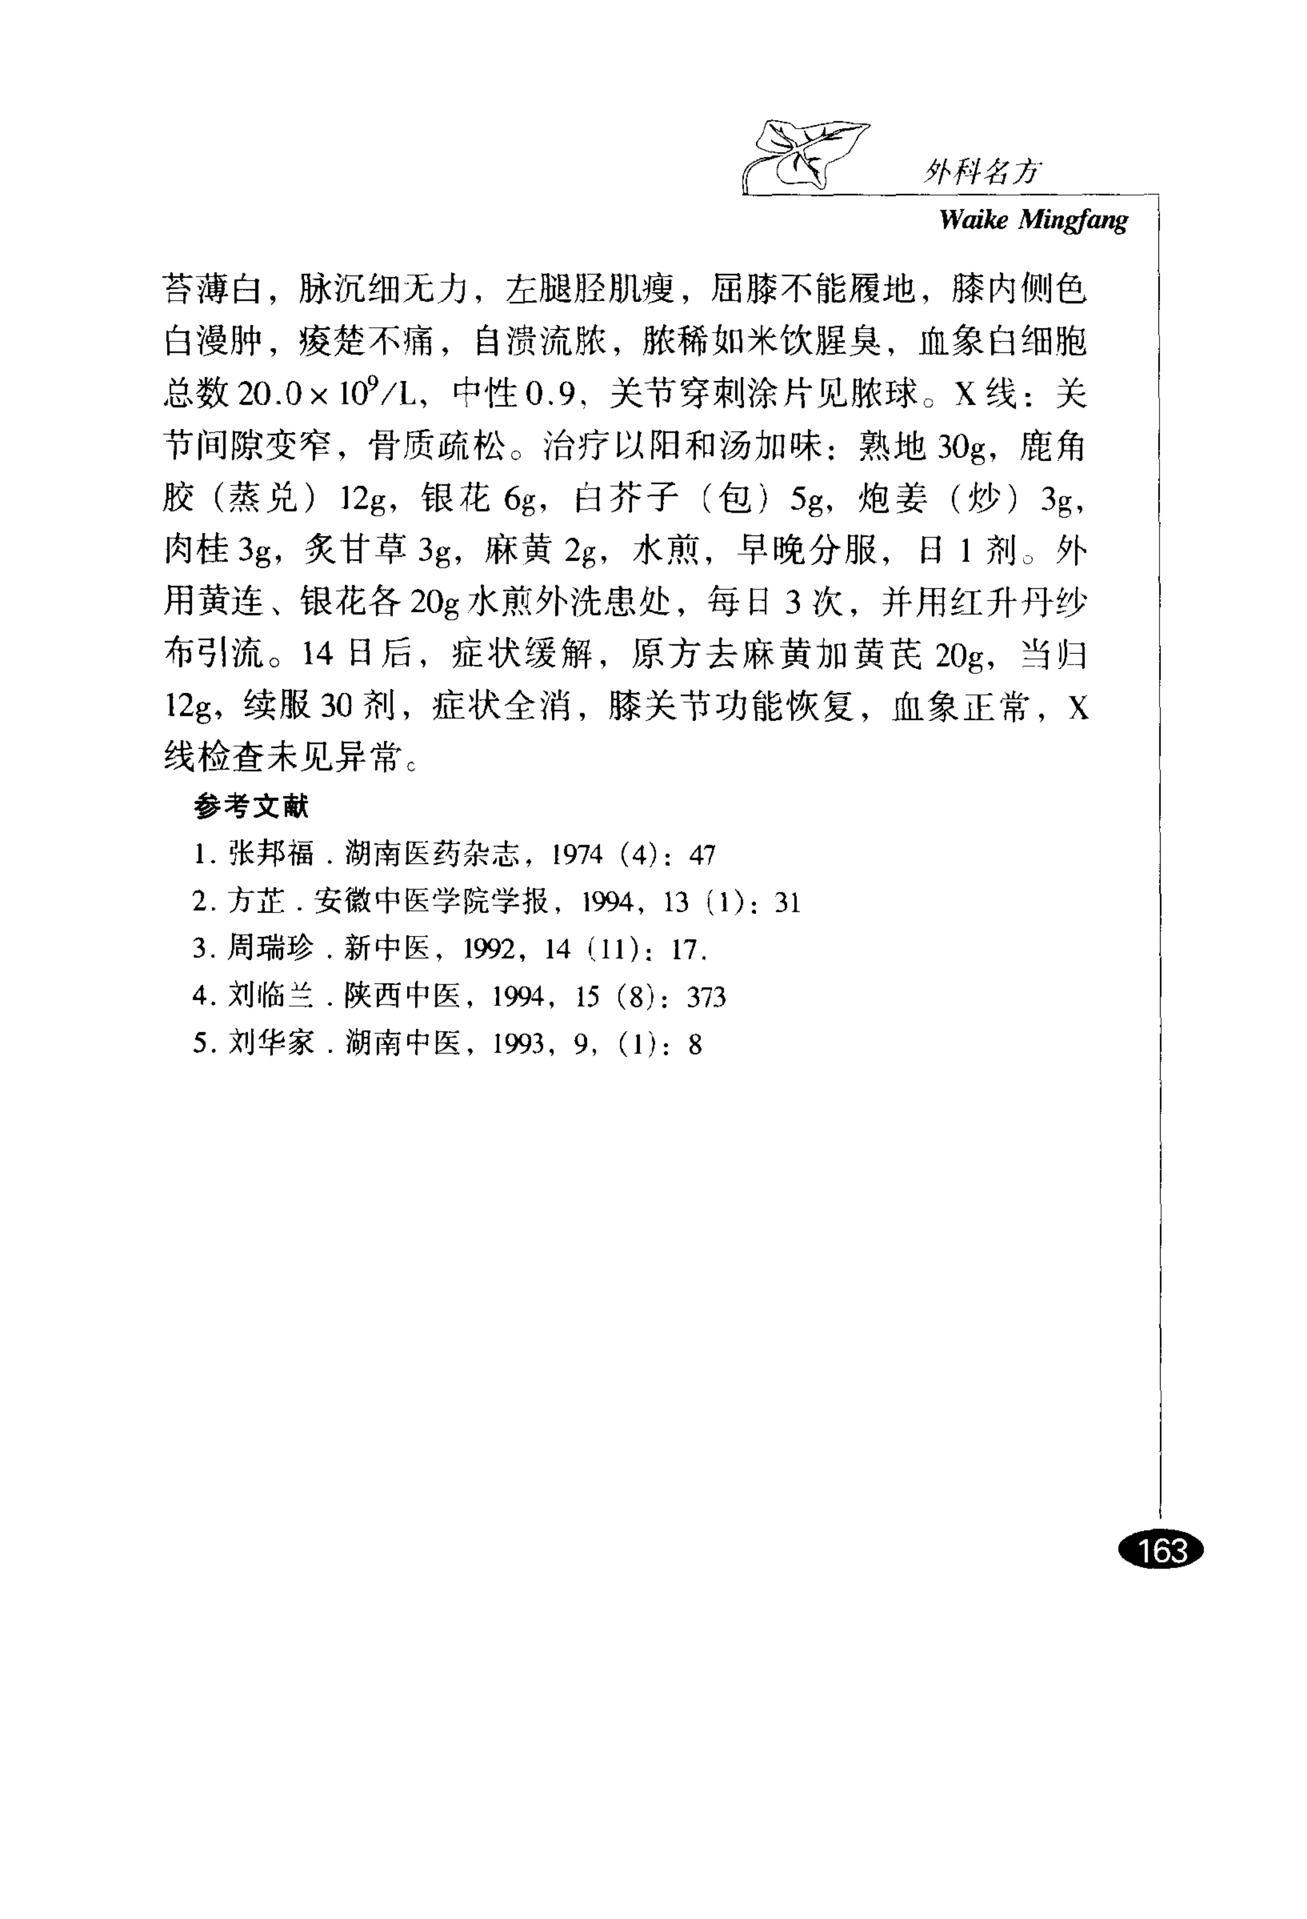 外科名方
Waike Mingfang
苔薄白，脉沉细无力，左腿胫肌瘦，屈膝不能履地，膝内侧色
白漫肿，痠楚不痛，自溃流脓，脓稀如米饮腥臭，血象白细胞
总数 20.0×10⁹/L，中性 0.9，关节穿刺涂片见脓球。X 线：关
节间隙变窄，骨质疏松。治疗以阳和汤加味：熟地 30g，鹿角
胶（蒸兑）12g，银花 6g，白芥子（包）5g，炮姜（炒）3g，
肉桂 3g，炙甘草 3g，麻黄 2g，水煎，早晚分服，日 1 剂。外
用黄连、银花各 20g 水煎外洗患处，每日 3 次，并用红升丹纱
布引流。14 日后，症状缓解，原方去麻黄加黄芪 20g，当归
12g，续服 30 剂，症状全消，膝关节功能恢复，血象正常，X
线检查未见异常。
参考文献
1. 张邦福．湖南医药杂志，1974（4）：47
2. 方芷．安徽中医学院学报，1994，13（1）：31
3. 周瑞珍．新中医，1992，14（11）：17.
4. 刘临兰．陕西中医，1994，15（8）：373
5. 刘华家．湖南中医，1993，9，（1）：8
163